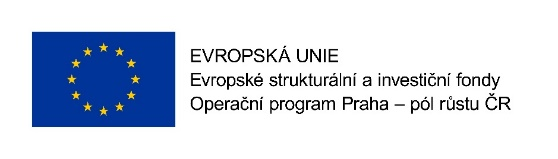 EVROPSKÁ UNIE
Evropské strukturální a investiční fondy
Operační program Praha – pól růstu ČR